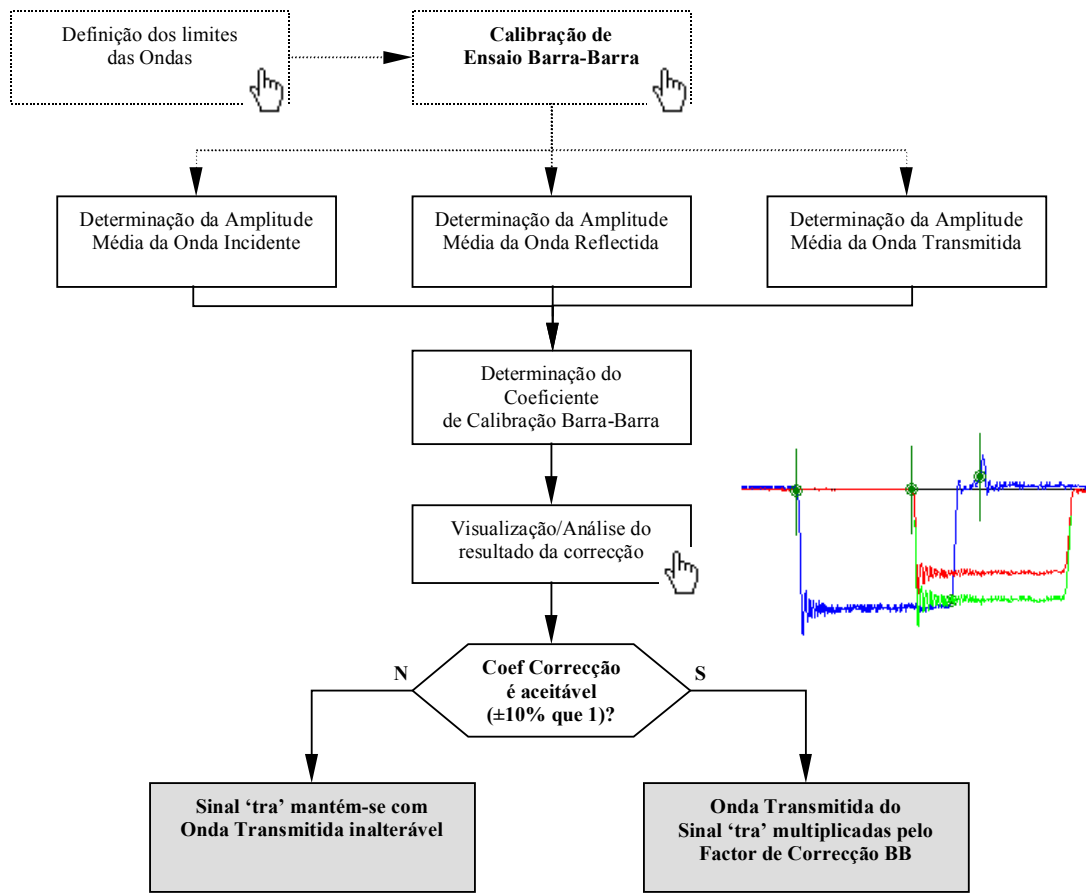 Definição dos limites
das Ondas
Calibração de
Ensaio Barra-Barra
Determinação da Amplitude
Média da Onda Incidente
Determinação da Amplitude
Média da Onda Reflectida
Determinação da Amplitude
Média da Onda Transmitida
Determinação do
Coeficiente
de Calibração Barra-Barra
Visualização/Análise do
resultado da correcção
N
Coef Correcção
é aceitável
(±10% que 1)?
S
Sinal ‘tra’ mantém-se com
Onda Transmitida inalterável
Onda Transmitida do
Sinal ‘tra’ multiplicadas pelo
Factor de Correcção BB